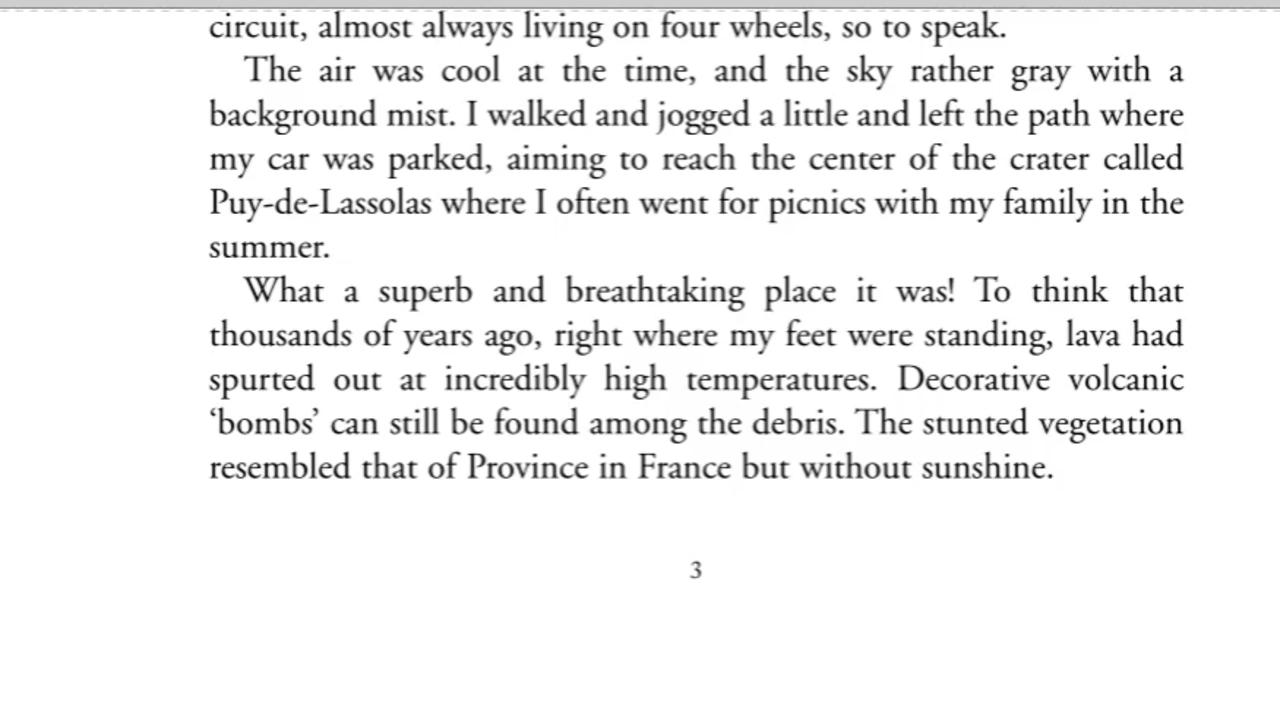 circuit, almost always living on four wheels, so to speak.
The air was cool at the time, and the sky rather gray with a
background mist. I walked and jogged a little and left the path where
my car was parked, aiming to reach the center of the crater called
Puy-de-Lassolas where I often went for picnics with my family in the
summer.
What a superb and breathtaking place it was! To think that
thousands of years ago, right where my feet were standing, lava had
spurted out at incredibly high temperatures. Decorative volcanic
‘bombs’ can still be found among the debris. The stunted vegetation
resembled that of Province in France but without sunshine.
3